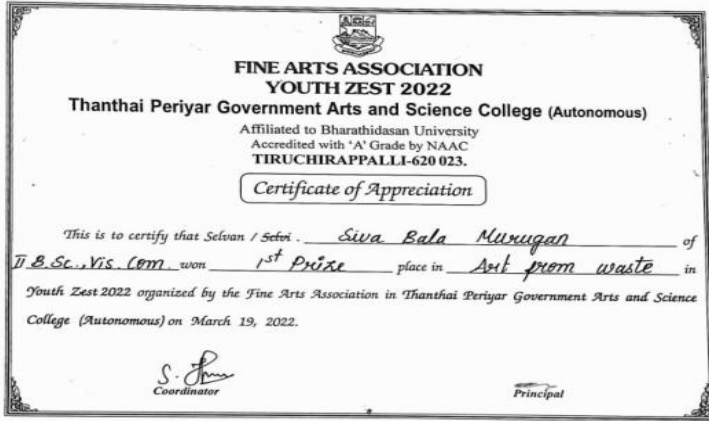 FINE ARTS ASSOCIATION
YOUTH ZEST 2022
Thanthai Periyar Government Arts and Science College (Autonomous)
Affiliated to Bharathidasan University
Accredited with ‘A’ Grade by NAAC
TIRUCHIRAPPALLI-620 023.
Certificate of Appreciation
This is to certify that Selvan / Selvi . Siva Bala Murugan of
II B.Sc., Vis. Com. won 1st Prize place in Art from waste in
Youth Zest 2022 organized by the Fine Arts Association in Thanthai Periyar Government Arts and Science
College (Autonomous) on March 19, 2022.
Coordinator Principal